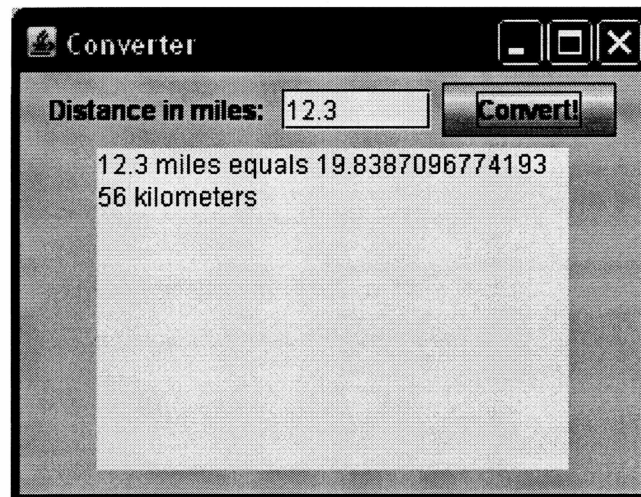 Converter
Distance in miles: 12.3 Convert!
12.3 miles equals 19.8387096774193
56 kilometers